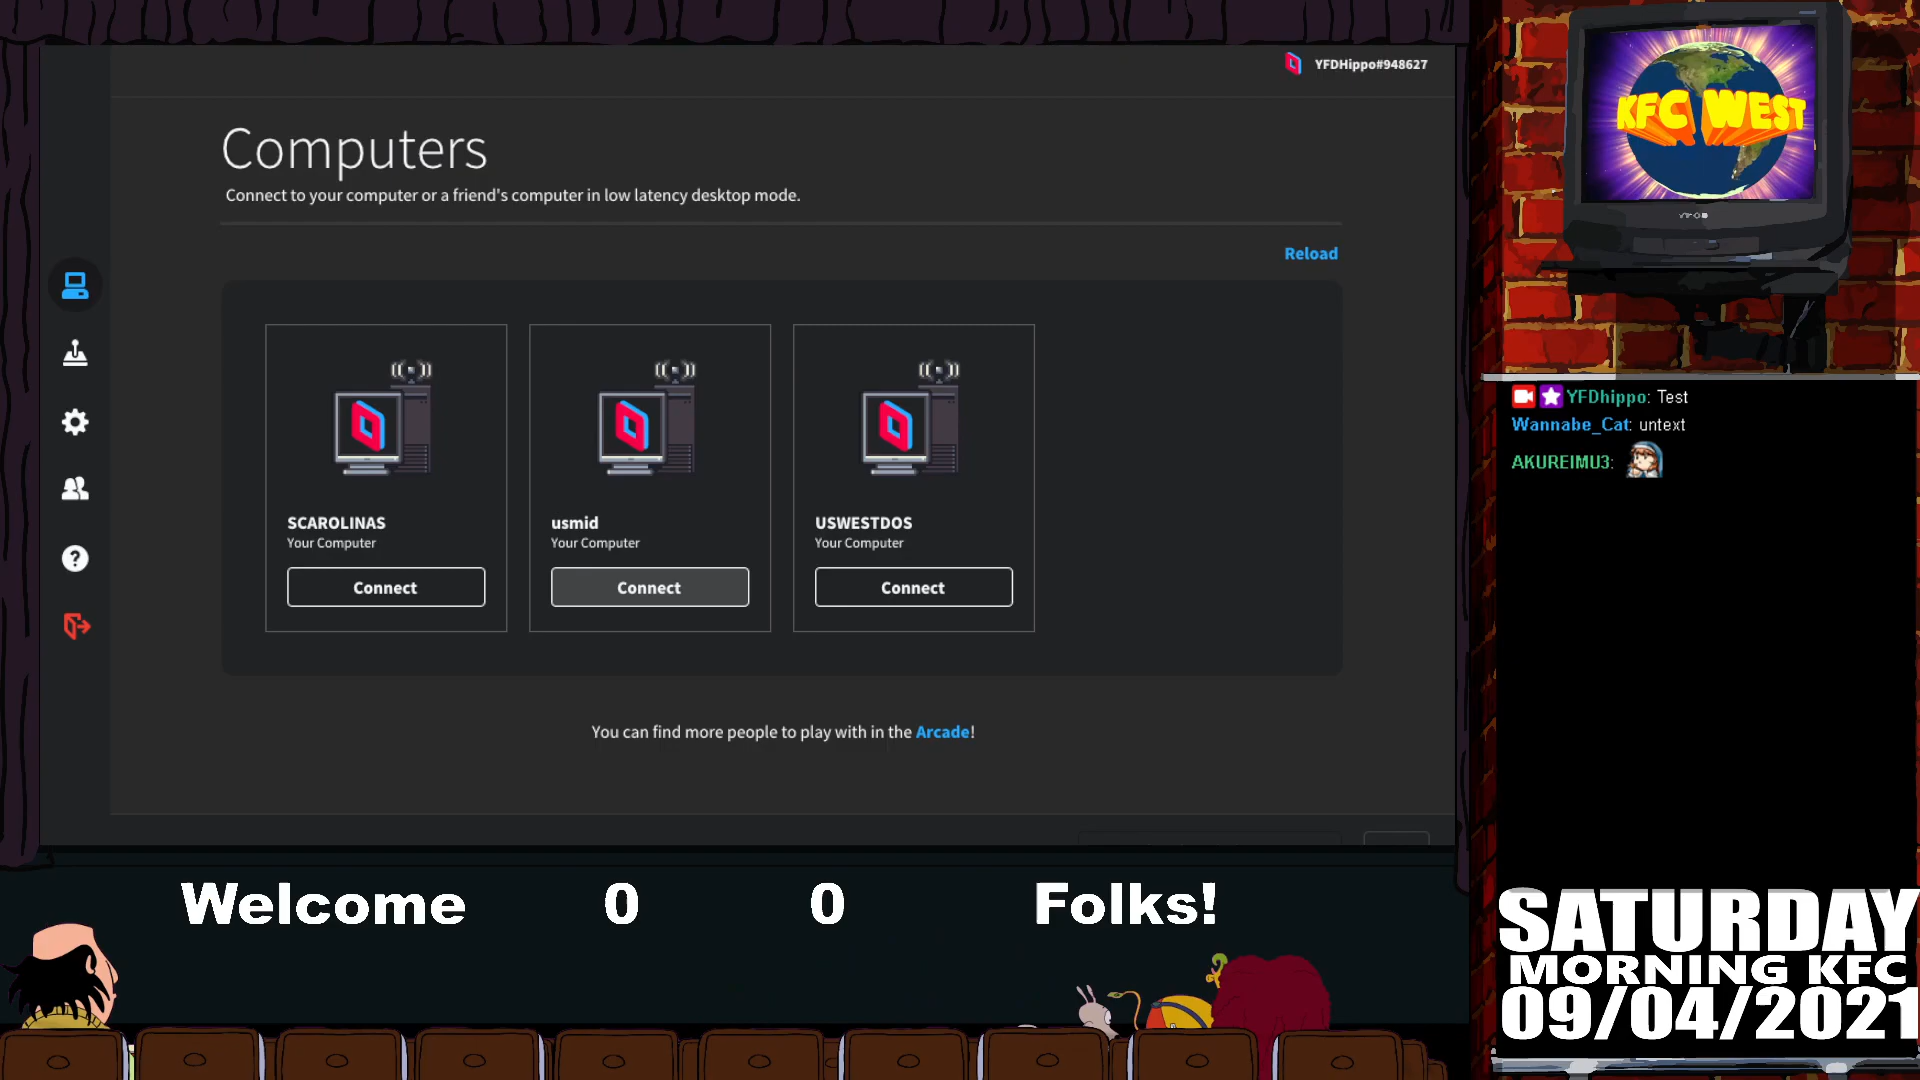 YFDHippo#948627
Computers
Connect to your computer or a friend's computer in low latency desktop mode.
Reload
SCAROLINAS
Your Computer
Connect
usmid
Your Computer
Connect
USWESTDOS
Your Computer
Connect
You can find more people to play with in the Arcade!
Welcome 0 0 Folks!
KFC WEST
YFDhippo: Test
Wannabe_Cat: untext
AKUREIMU3:
SATURDAY
MORNING KFC
09/04/2021